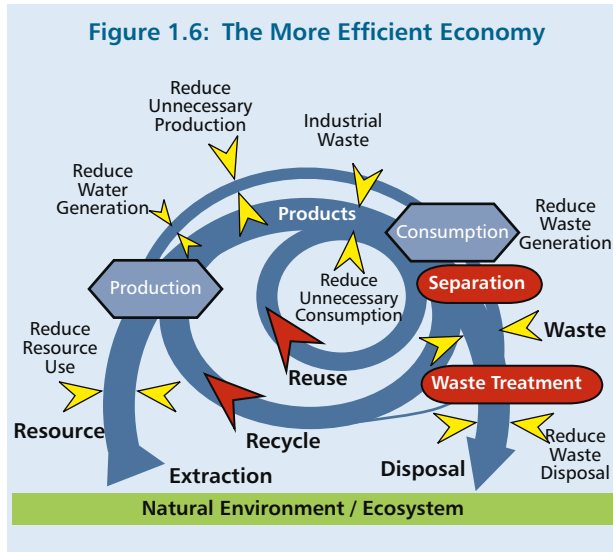 Figure 1.6: The More Efficient Economy
Reduce
Unnecessary
Production
Industrial
Waste
Reduce
Water
Generation
Products
Consumption
Reduce
Waste
Generation
Production
Reduce
Unnecessary
Consumption
Separation
Reduce
Resource
Use
Waste
Reuse
Waste Treatment
Resource
Recycle
Reduce
Waste
Disposal
Extraction
Disposal
Natural Environment / Ecosystem